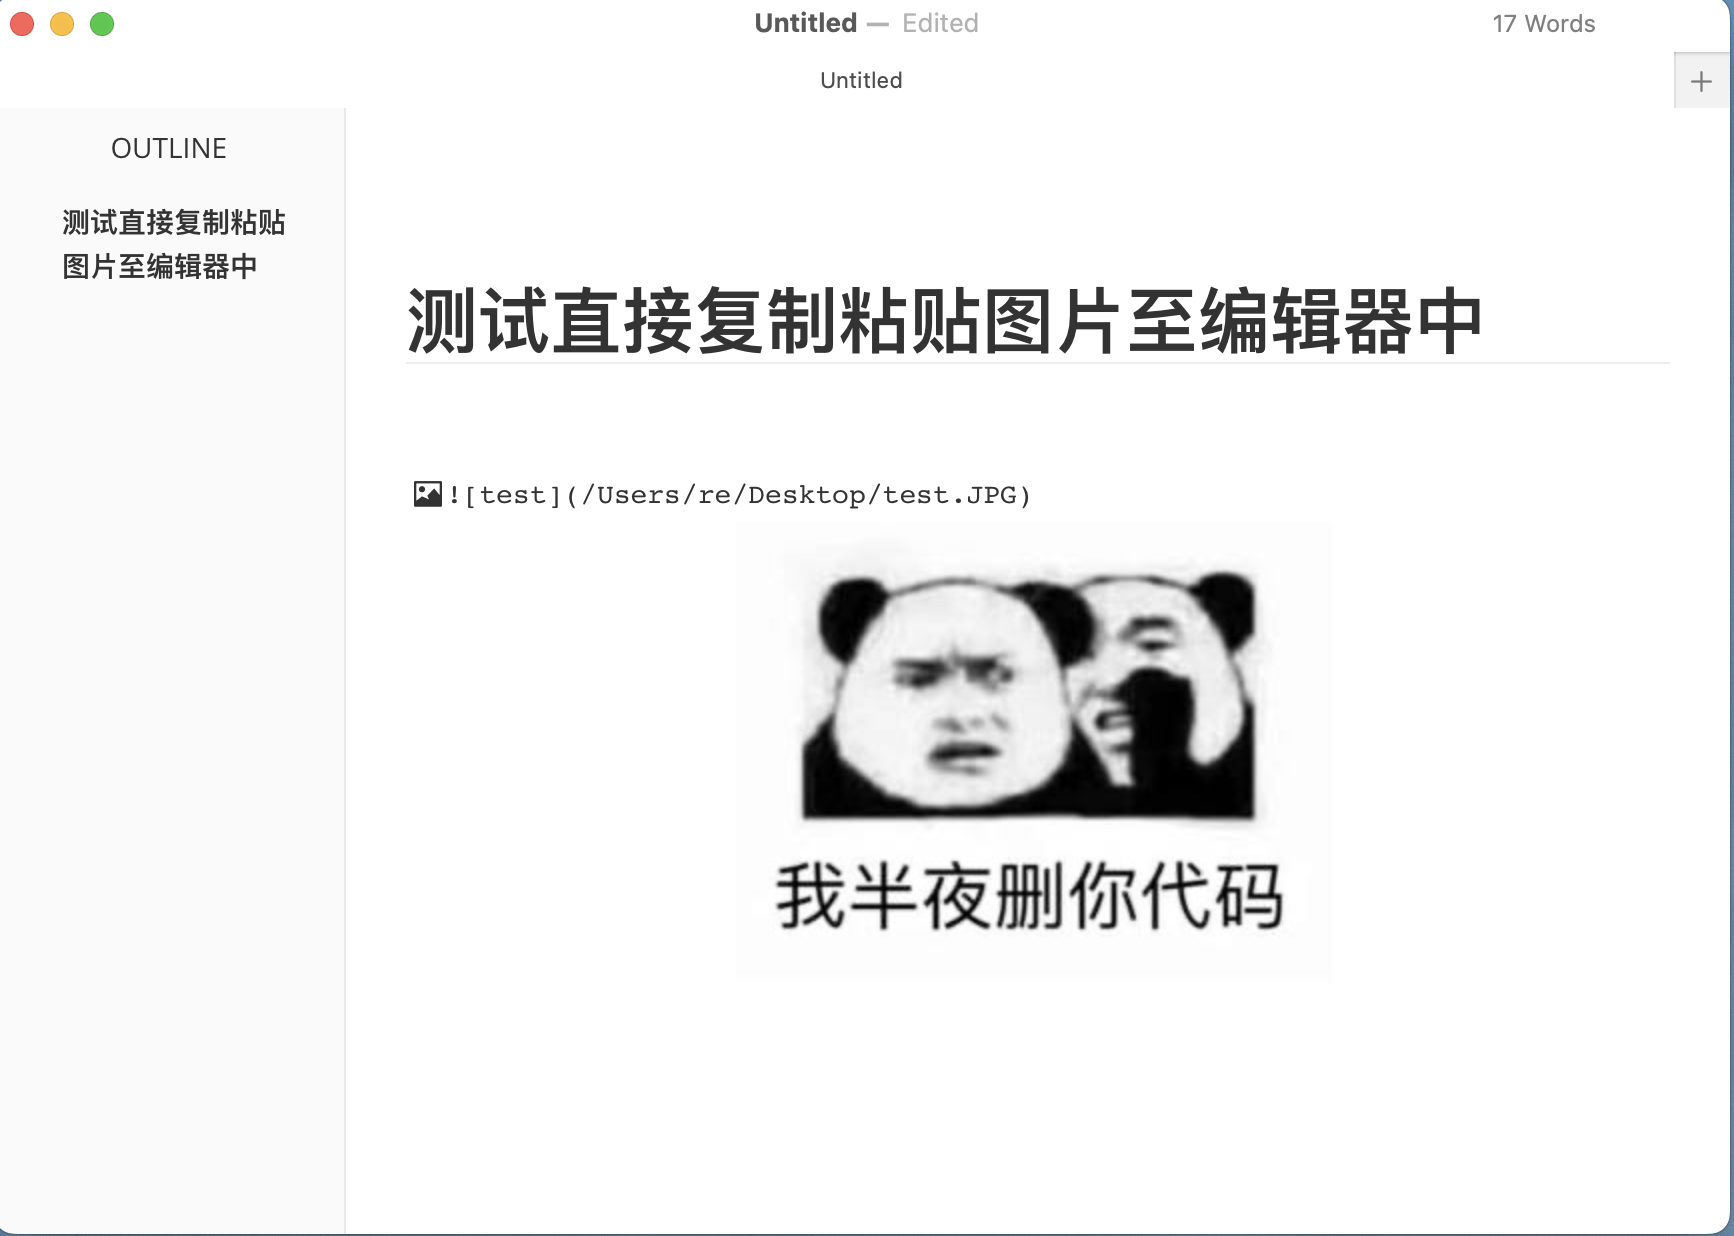 Untitled — Edited
17 Words
Untitled
OUTLINE
测试直接复制粘贴
图片至编辑器中
测试直接复制粘贴图片至编辑器中
![test](/Users/re/Desktop/test.JPG)
我半夜删你代码